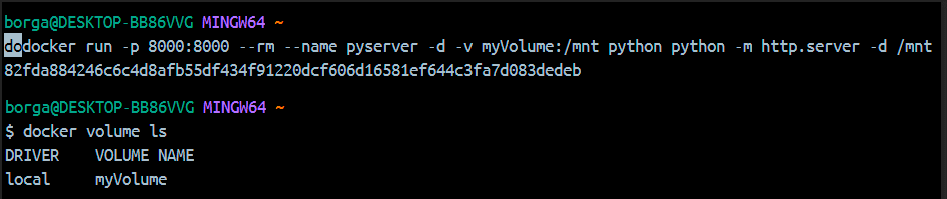 borga@DESKTOP-BB86VVG MINGW64 ~
dodocker run -p 8000:8000 --rm --name pyserver -d -v myVolume:/mnt python python -m http.server -d /mnt
82fda884246c6c4d8afb55df434f91220dcf606d16581ef644c3fa7d083dedeb
borga@DESKTOP-BB86VVG MINGW64 ~
$ docker volume ls
DRIVER    VOLUME NAME
local     myVolume